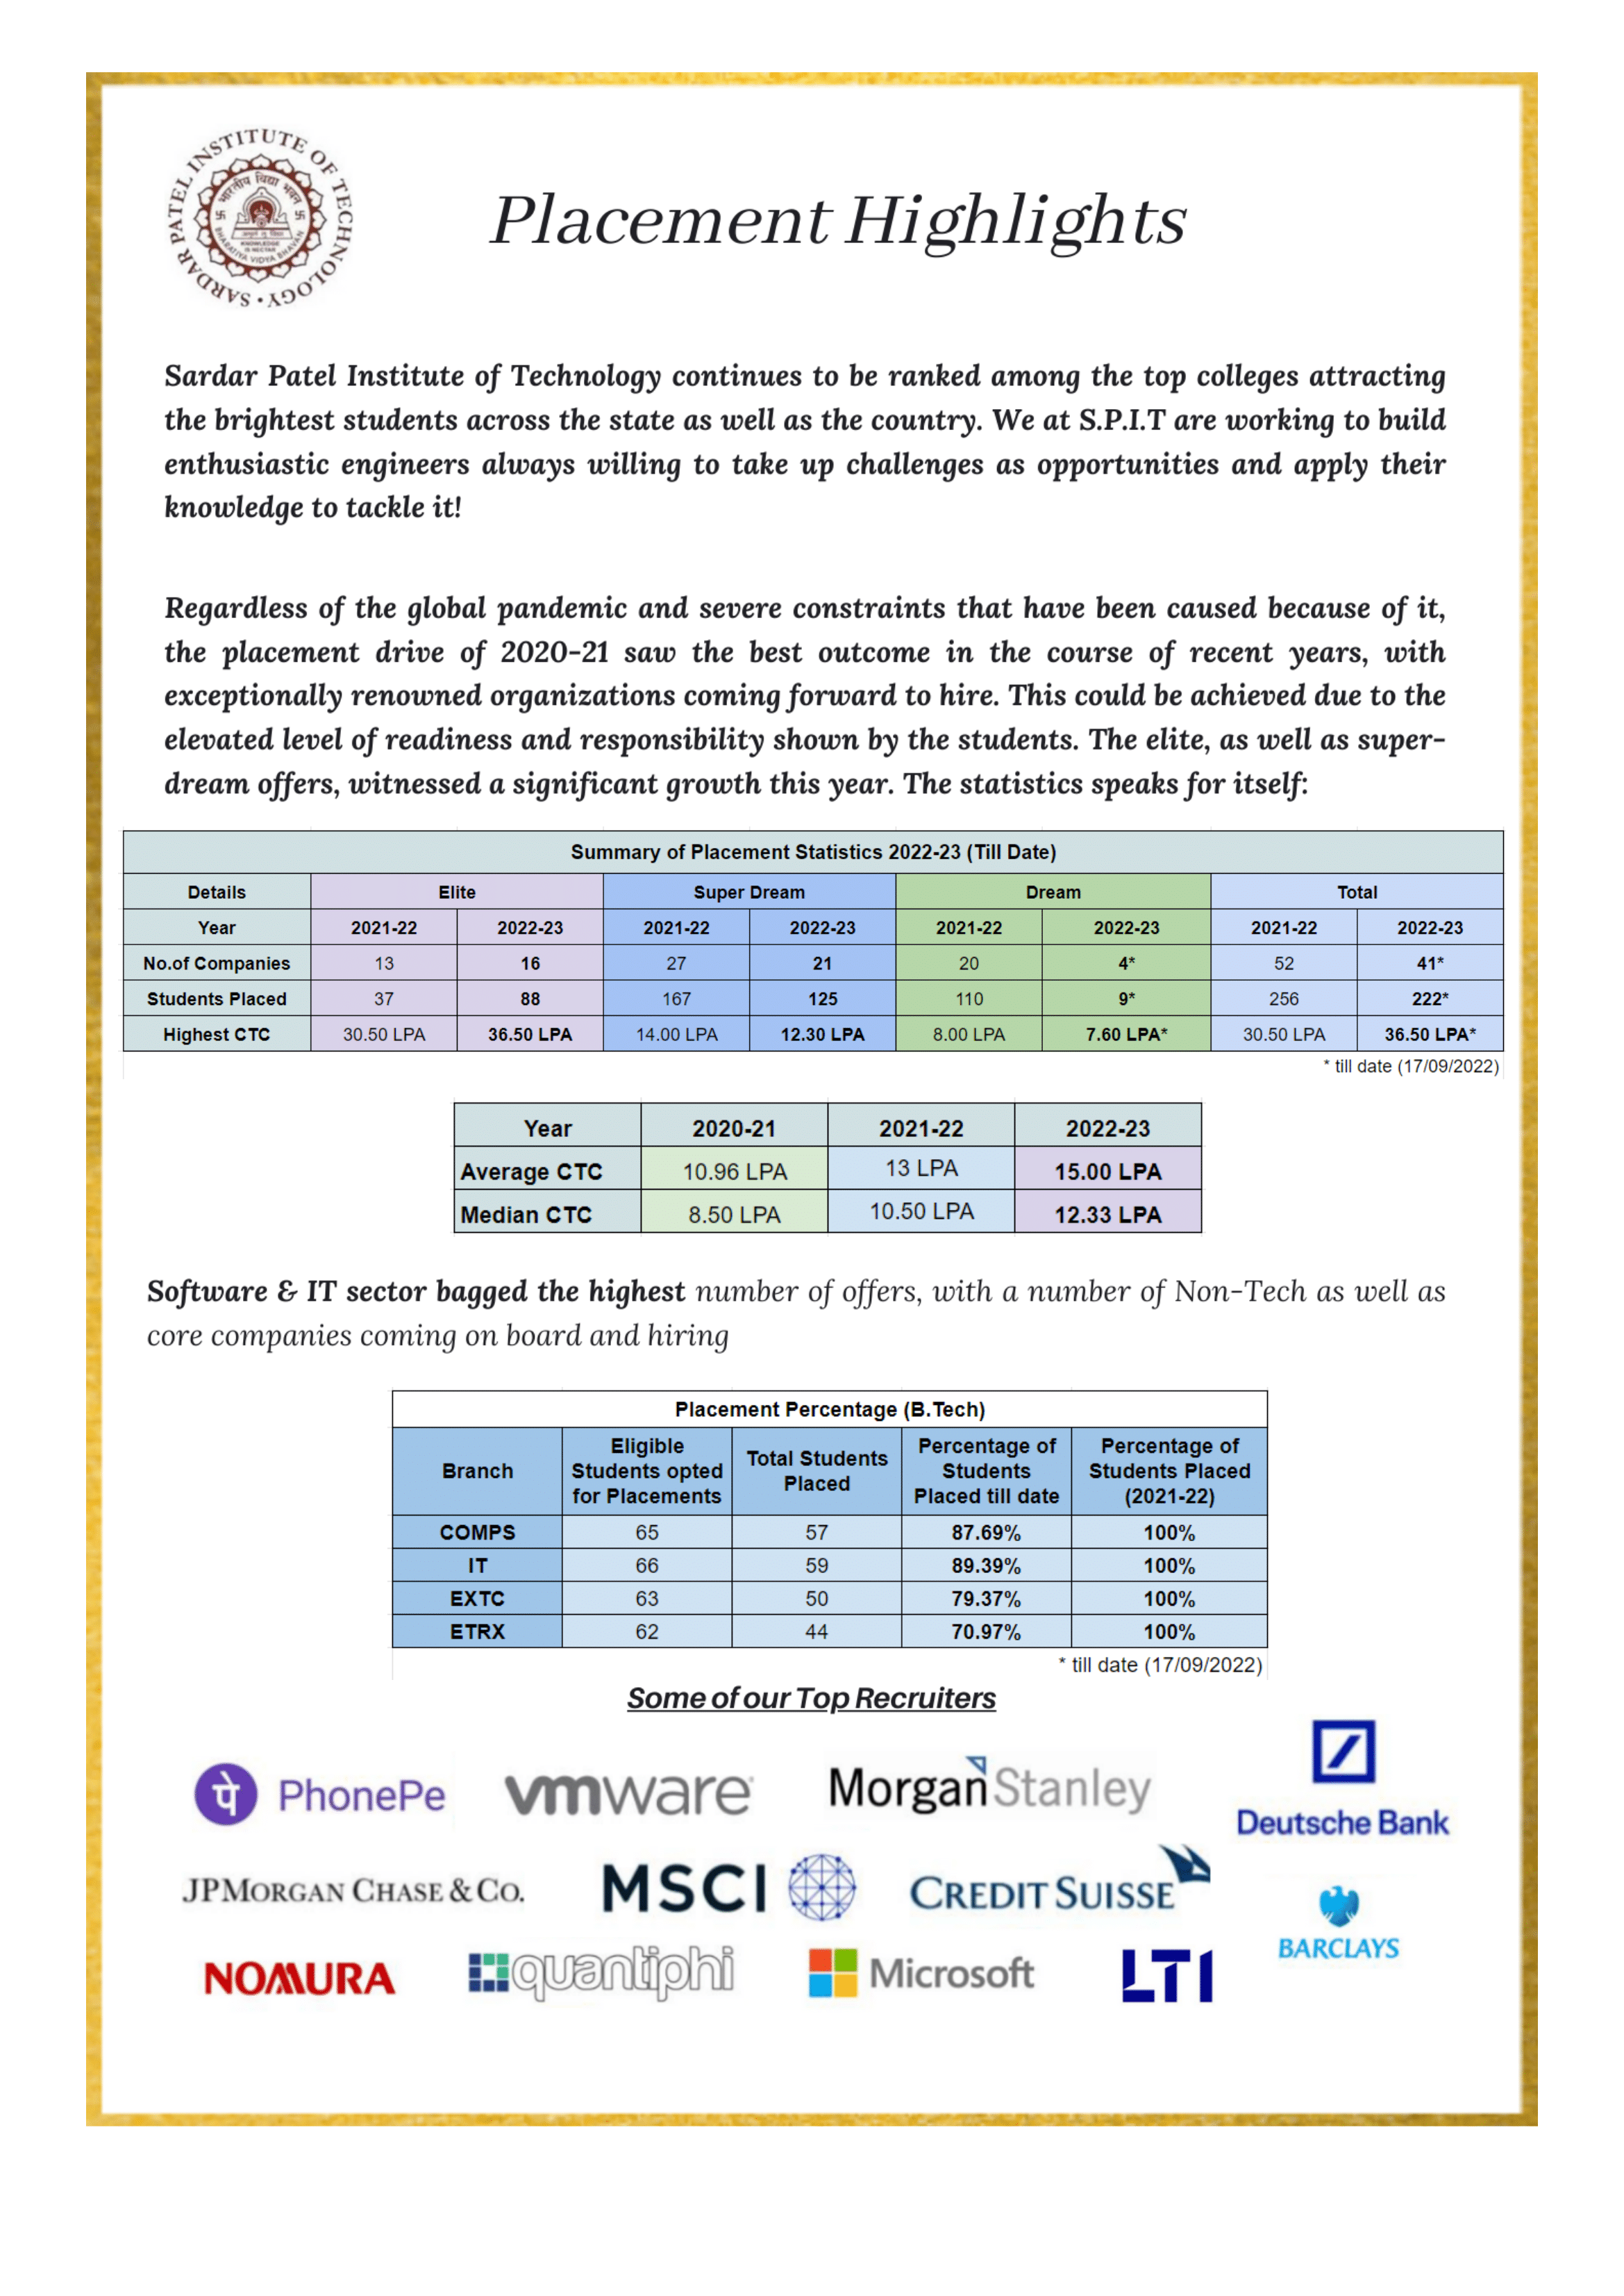 SARDAR PATEL INSTITUTE OF TECHNOLOGY •
भारतीय विद्या भवन
KNOWLEDGE
IS NECTAR
BHARATIYA VIDYA BHAVAN
Placement Highlights
Sardar Patel Institute of Technology continues to be ranked among the top colleges attracting
the brightest students across the state as well as the country. We at S.P.I.T are working to build
enthusiastic engineers always willing to take up challenges as opportunities and apply their
knowledge to tackle it!
Regardless of the global pandemic and severe constraints that have been caused because of it,
the placement drive of 2020-21 saw the best outcome in the course of recent years, with
exceptionally renowned organizations coming forward to hire. This could be achieved due to the
elevated level of readiness and responsibility shown by the students. The elite, as well as super-
dream offers, witnessed a significant growth this year. The statistics speaks for itself:
Summary of Placement Statistics 2022-23 (Till Date)
Details Elite Super Dream Dream Total
Year 2021-22 2022-23 2021-22 2022-23 2021-22 2022-23 2021-22 2022-23
No.of Companies 13 16 27 21 20 4* 52 41*
Students Placed 37 88 167 125 110 9* 256 222*
Highest CTC 30.50 LPA 36.50 LPA 14.00 LPA 12.30 LPA 8.00 LPA 7.60 LPA* 30.50 LPA 36.50 LPA*
* till date (17/09/2022)
Year 2020-21 2021-22 2022-23
Average CTC 10.96 LPA 13 LPA 15.00 LPA
Median CTC 8.50 LPA 10.50 LPA 12.33 LPA
Software & IT sector bagged the highest number of offers, with a number of Non-Tech as well as
core companies coming on board and hiring
Placement Percentage (B.Tech)
Branch Eligible Students opted for Placements Total Students Placed Percentage of Students Placed till date Percentage of Students Placed (2021-22)
COMPS 65 57 87.69% 100%
IT 66 59 89.39% 100%
EXTC 63 50 79.37% 100%
ETRX 62 44 70.97% 100%
* till date (17/09/2022)
Some of our Top Recruiters
पे PhonePe vmware Morgan Stanley Deutsche Bank
JPMORGAN CHASE & CO. MSCI CREDIT SUISSE BARCLAYS
NOMURA quantiphi Microsoft LTI